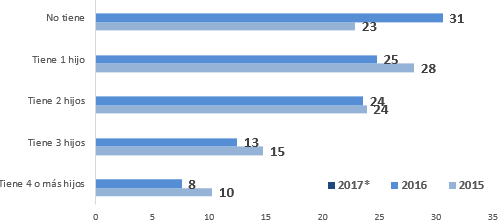 No tiene 31
23
Tiene 1 hijo 25
28
Tiene 2 hijos 24
24
Tiene 3 hijos 13
15
Tiene 4 o más hijos 8
10
2017* 2016 2015
0 5 10 15 20 25 30 35